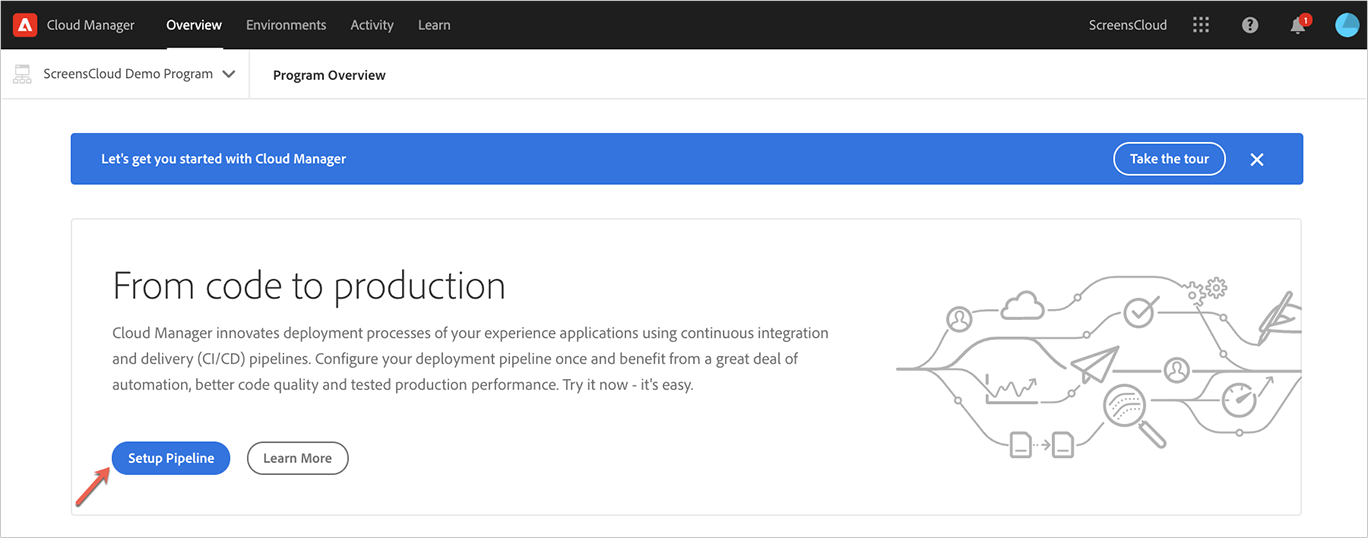 Cloud Manager Overview Environments Activity Learn ScreensCloud 1
ScreensCloud Demo Program Program Overview
Let's get you started with Cloud Manager Take the tour
From code to production
Cloud Manager innovates deployment processes of your experience applications using continuous integration
and delivery (CI/CD) pipelines. Configure your deployment pipeline once and benefit from a great deal of
automation, better code quality and tested production performance. Try it now - it's easy.
Setup Pipeline Learn More